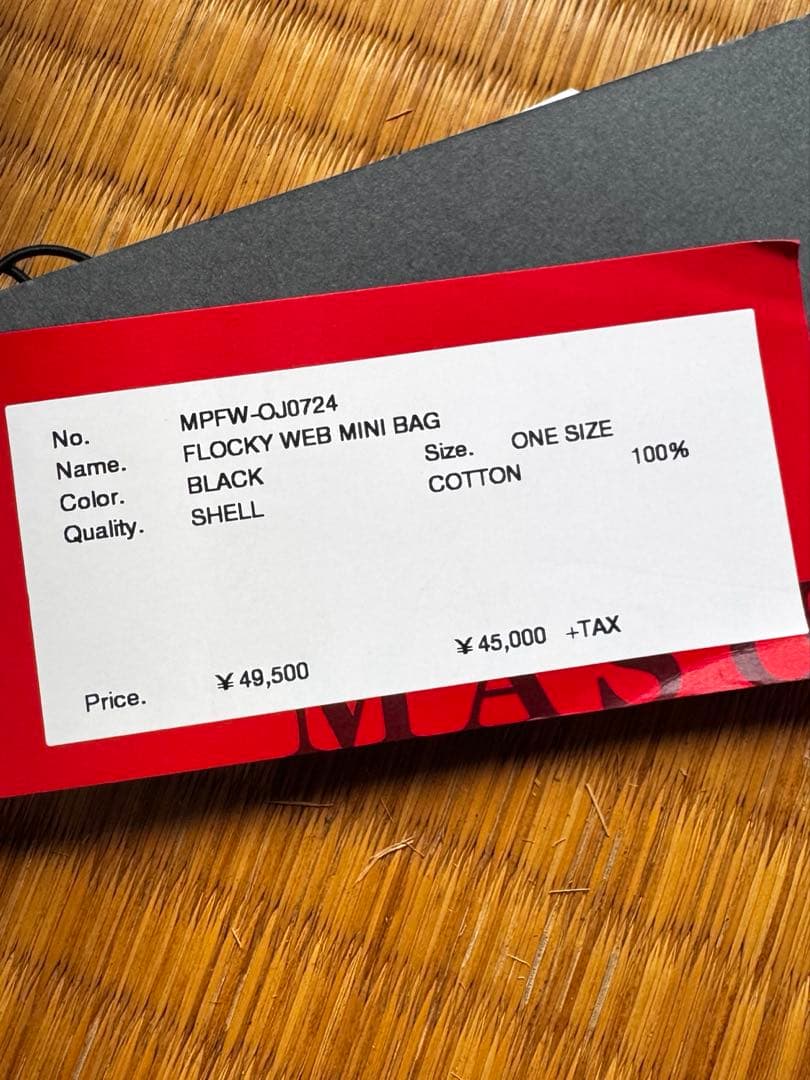 No. MPFW-OJ0724
Name. FLOCKY WEB MINI BAG
Color. BLACK Size. ONE SIZE
Quality. SHELL COTTON 100%
Price. ¥49,500 ¥45,000 +TAX
MAS